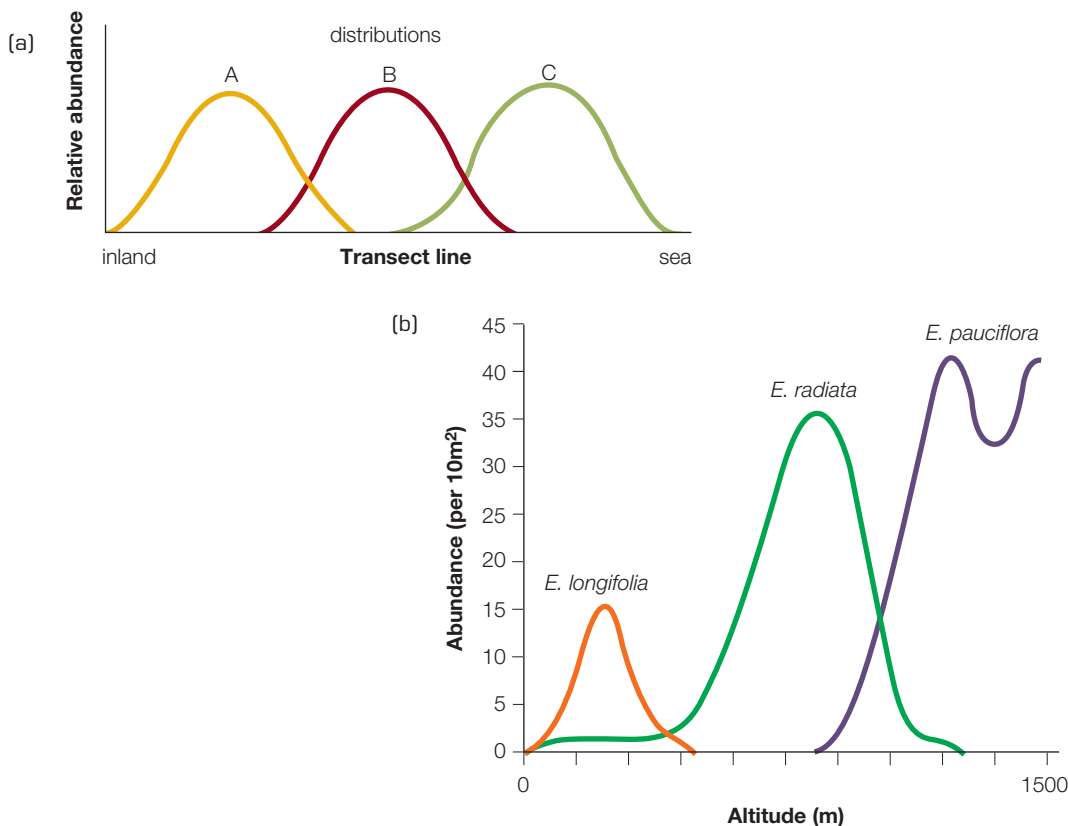 (a)
distributions
A
B
C
Relative abundance
inland
Transect line
sea
(b)
45
40
35
30
25
20
15
10
5
0
Abundance (per 10m²)
E. longifolia
E. radiata
E. pauciflora
0
1500
Altitude (m)